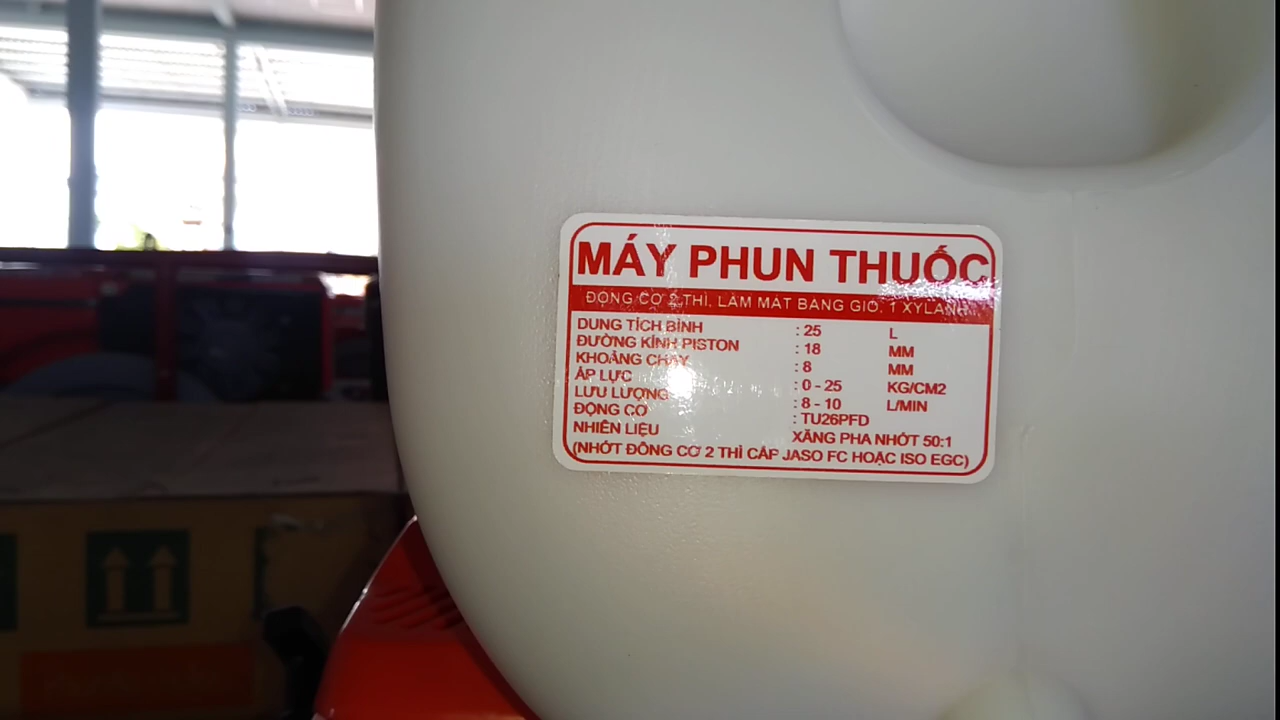 MÁY PHUN THUỐC
ĐỘNG CƠ 2 THÌ, LÀM MÁT BẰNG GIÓ, 1 XYLANH
DUNG TÍCH BÌNH : 25 L
ĐƯỜNG KÍNH PISTON : 18 MM
KHOẢNG CHẠY : 8 MM
ÁP LỰC : 0 - 25 KG/CM2
LƯU LƯỢNG : 8 - 10 L/MIN
ĐỘNG CƠ : TU26PFD
NHIÊN LIỆU XĂNG PHA NHỚT 50:1
(NHỚT ĐÔNG CƠ 2 THÌ CẤP JASO FC HOẶC ISO EGC)